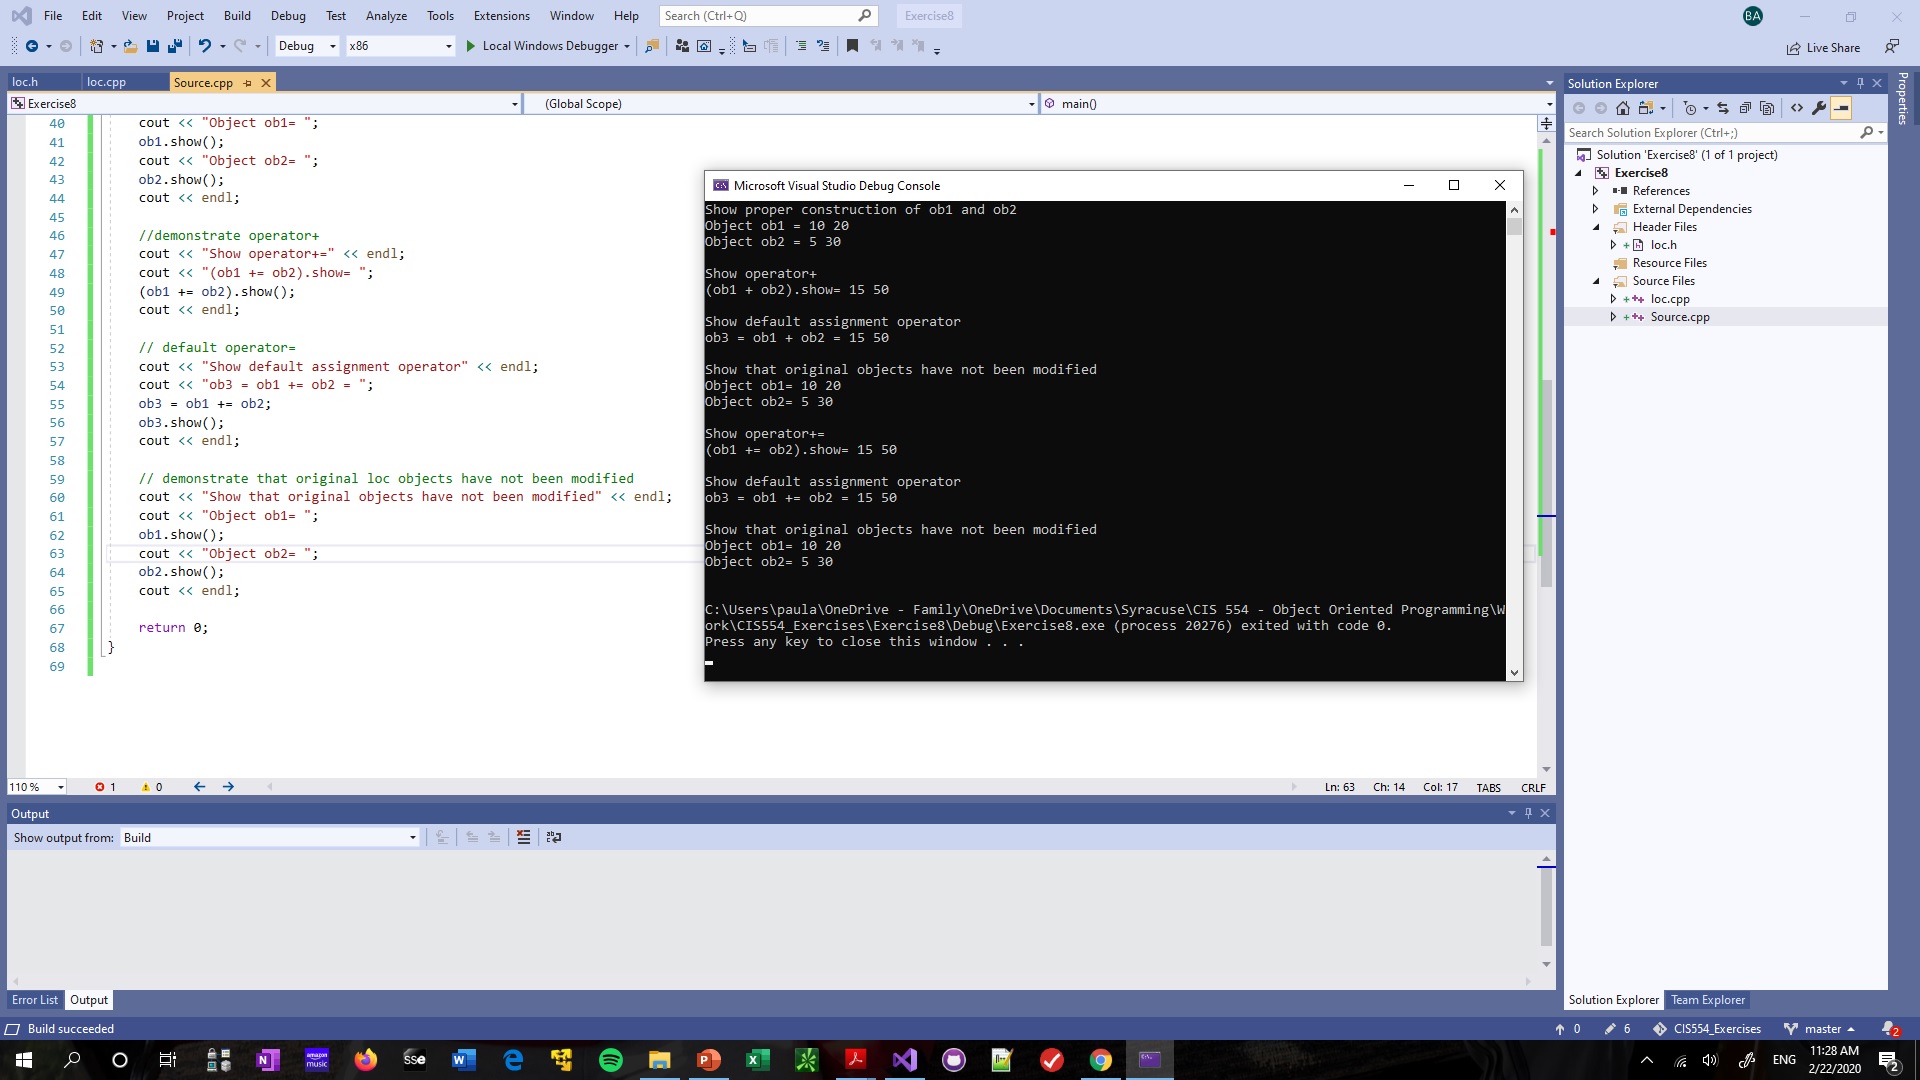 File Edit View Project Build Debug Test Analyze Tools Extensions Window Help Search (Ctrl+Q) Exercise8 BA
Debug x86 Local Windows Debugger Live Share
loc.h loc.cpp Source.cpp
Exercise8 (Global Scope) main()
40 cout << "Object ob1= ";
41 ob1.show();
42 cout << "Object ob2= ";
43 ob2.show();
44 cout << endl;
45
46 //demonstrate operator+
47 cout << "Show operator+=" << endl;
48 cout << "(ob1 += ob2).show= ";
49 (ob1 += ob2).show();
50 cout << endl;
51
52 // default operator=
53 cout << "Show default assignment operator" << endl;
54 cout << "ob3 = ob1 += ob2 = ";
55 ob3 = ob1 += ob2;
56 ob3.show();
57 cout << endl;
58
59 // demonstrate that original loc objects have not been modified
60 cout << "Show that original objects have not been modified" << endl;
61 cout << "Object ob1= ";
62 ob1.show();
63 cout << "Object ob2= ";
64 ob2.show();
65 cout << endl;
66
67 return 0;
68 }
69
Microsoft Visual Studio Debug Console
Show proper construction of ob1 and ob2
Object ob1 = 10 20
Object ob2 = 5 30
Show operator+
(ob1 + ob2).show= 15 50
Show default assignment operator
ob3 = ob1 + ob2 = 15 50
Show that original objects have not been modified
Object ob1= 10 20
Object ob2= 5 30
Show operator+=
(ob1 += ob2).show= 15 50
Show default assignment operator
ob3 = ob1 += ob2 = 15 50
Show that original objects have not been modified
Object ob1= 10 20
Object ob2= 5 30
C:\Users\paula\OneDrive - Family\OneDrive\Documents\Syracuse\CIS 554 - Object Oriented Programming\W
ork\CIS554_Exercises\Exercise8\Debug\Exercise8.exe (process 20276) exited with code 0.
Press any key to close this window . . .
Solution Explorer
Search Solution Explorer (Ctrl+;)
Solution 'Exercise8' (1 of 1 project)
Exercise8
References
External Dependencies
Header Files
loc.h
Resource Files
Source Files
loc.cpp
Source.cpp
Properties
110 % 1 0 Ln: 63 Ch: 14 Col: 17 TABS CRLF
Output
Show output from: Build
Error List Output
Solution Explorer Team Explorer
Build succeeded 0 6 CIS554_Exercises master 2
N amazon music SSe W ENG 11:28 AM 2
2/22/2020